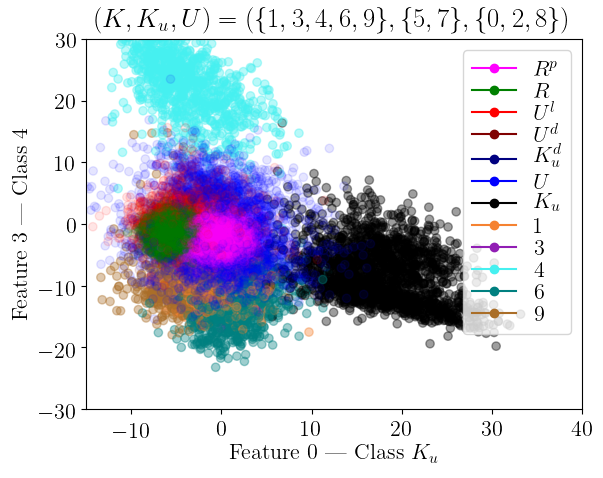 (K, K_u, U) = ({1, 3, 4, 6, 9}, {5, 7}, {0, 2, 8})
30
20
10
0
−10
−20
−30
Feature 3 — Class 4
R^p
R
U^l
U^d
K_u^d
U
K_u
1
3
4
6
9
−10
0
10
20
30
40
Feature 0 — Class K_u